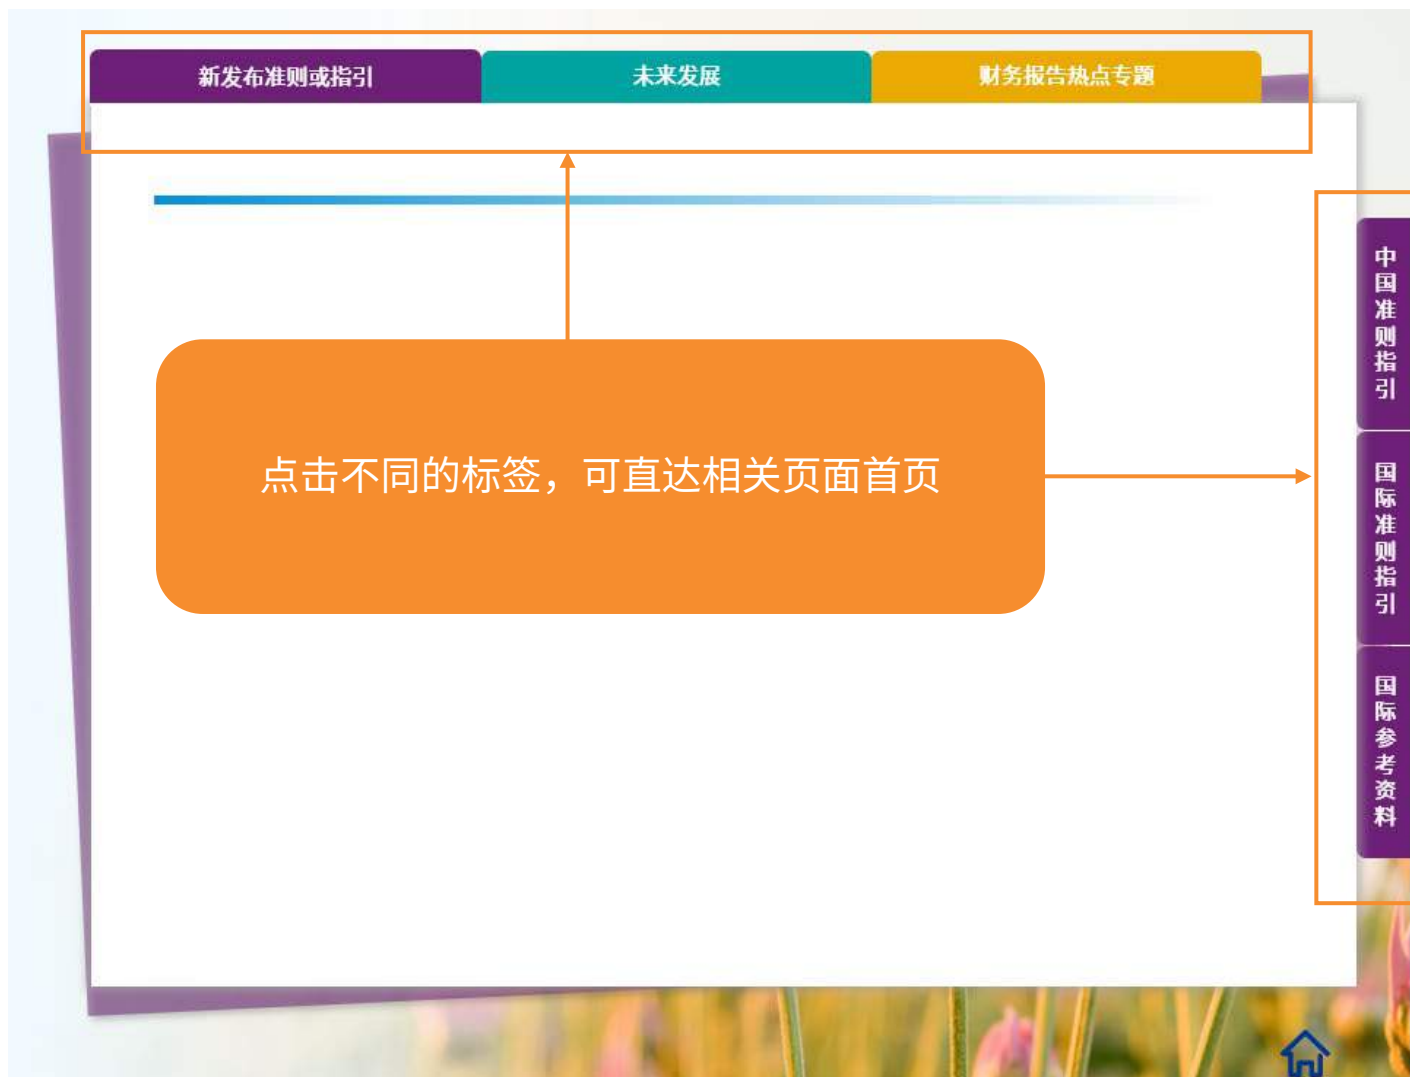 新发布准则或指引
未来发展
财务报告热点专题
点击不同的标签，可直达相关页面首页
中国准则指引
国际准则指引
国际参考资料